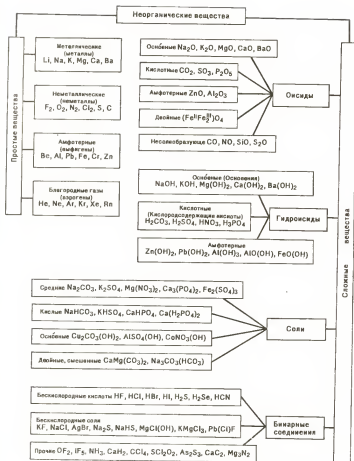 Неорганические вещества
Простые вещества
Металлические
(металлы)
Li, Na, K, Mg, Ca, Ba
Неметаллические
(неметаллы)
F2, O2, N2, Cl2, S, C
Амфотерные
(амфигены)
Be, Al, Pb, Fe, Cr, Zn
Благородные газы
(аэрогены)
He, Ne, Ar, Kr, Xe, Rn
Сложные вещества
Основные Na2O, K2O, MgO, CaO, BaO
Кислотные CO2, SO3, P2O5
Амфотерные ZnO, Al2O3
Двойные (FeIIFe2III)O4
Несолеобразующие CO, NO, SiO, S2O
Оксиды
Основные (Основания)
NaOH, KOH, Mg(OH)2, Ca(OH)2, Ba(OH)2
Кислотные
(Кислородсодержащие кислоты)
H2CO3, H2SO4, HNO3, H3PO4
Амфотерные
Zn(OH)2, Pb(OH)2, Al(OH)3, AlO(OH), FeO(OH)
Гидроксиды
Средние Na2CO3, K2SO4, Mg(NO3)2, Ca3(PO4)2, Fe2(SO4)3
Кислые NaHCO3, KHSO4, CaHPO4, Ca(H2PO4)2
Основные Cu2CO3(OH)2, AlSO4(OH), CoNO3(OH)
Двойные, смешанные CaMg(CO3)2, Na3CO3(HCO3)
Соли
Бескислородные кислоты HF, HCl, HBr, HI, H2S, H2Se, HCN
Бескислородные соли
KF, NaCl, AgBr, Na2S, NaHS, MgCl(OH), KMgCl3, Pb(Cl)F
Прочие OF2, IF5, NH3, CaH2, CCl4, SCl2O2, As2S3, CaC2, Mg3N2
Бинарные
соединения